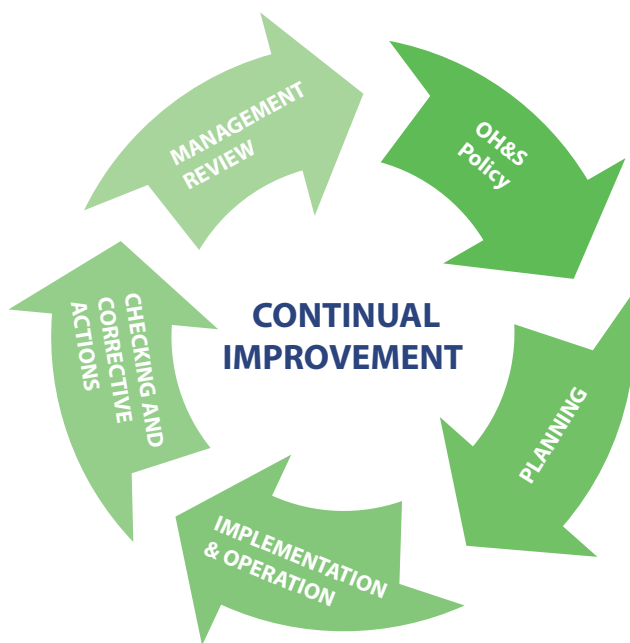 MANAGEMENT
REVIEW
OH&S
Policy
CONTINUAL
IMPROVEMENT
CHECKING AND
CORRECTIVE
ACTIONS
PLANNING
IMPLEMENTATION
& OPERATION